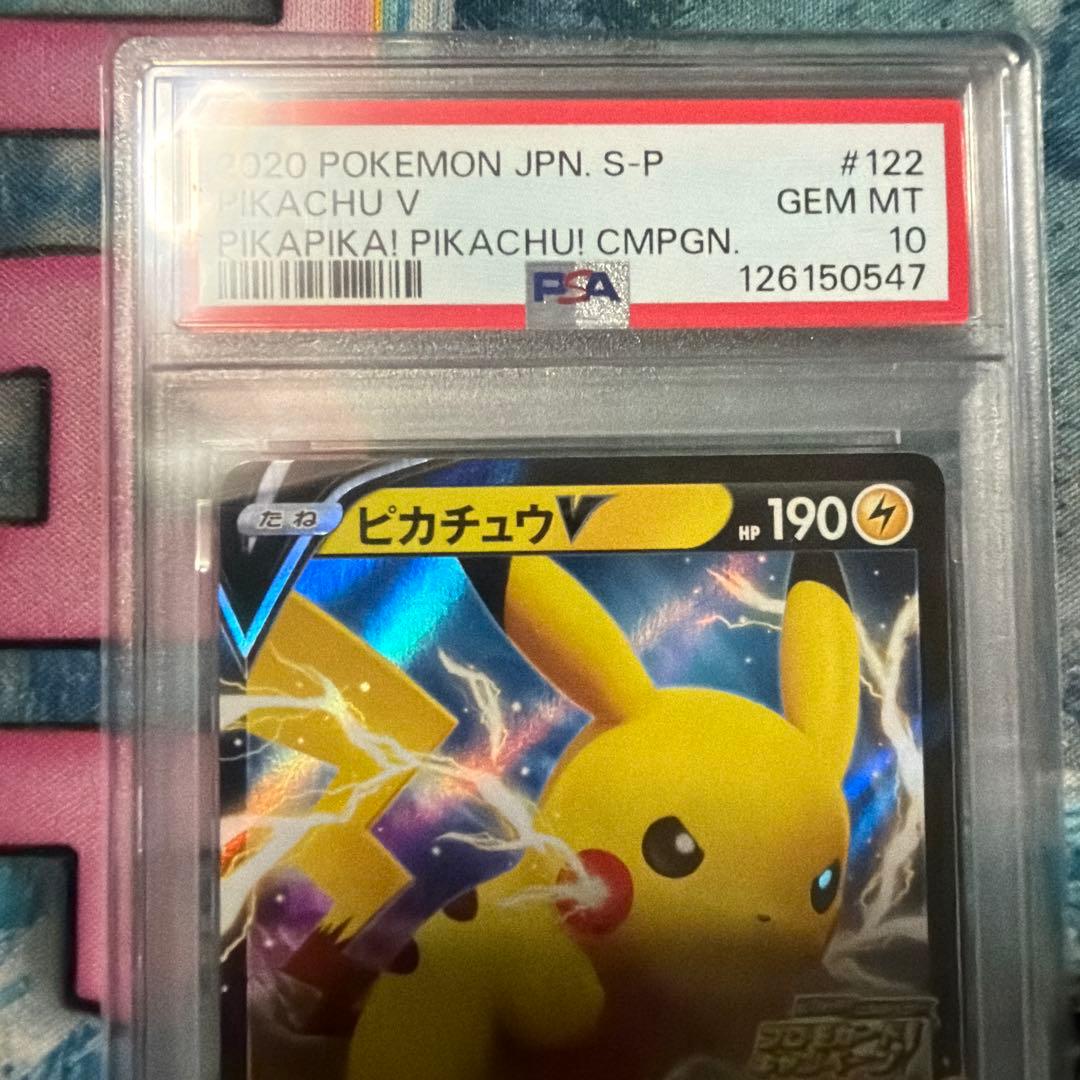 2020 POKEMON JPN. S-P #122
PIKACHU V GEM MT
PIKAPIKA! PIKACHU! CMPGN. 10
PSA 126150547
たね ピカチュウV HP 190